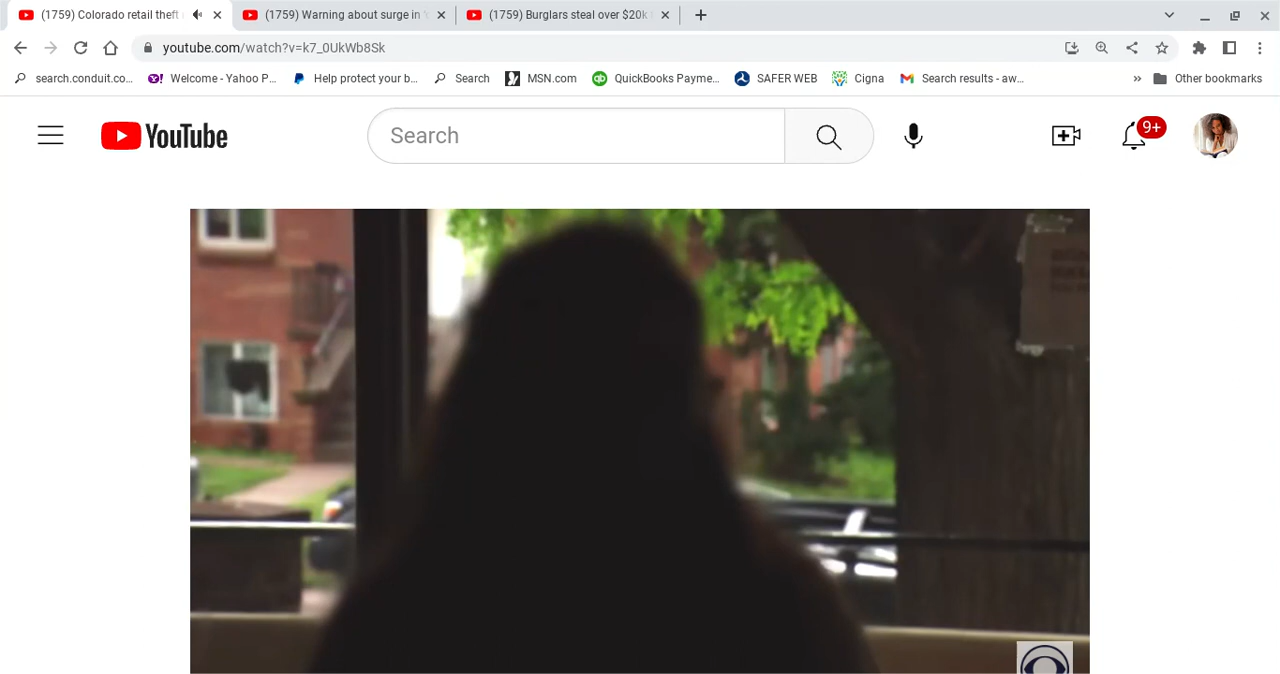 (1759) Colorado retail theft
(1759) Warning about surge in
(1759) Burglars steal over $20k
youtube.com/watch?v=k7_0UkWb8Sk
search.conduit.co...
Welcome - Yahoo P...
Help protect your b...
Search
MSN.com
QuickBooks Payme...
SAFER WEB
Cigna
Search results - aw...
»
Other bookmarks
YouTube
Search
9+